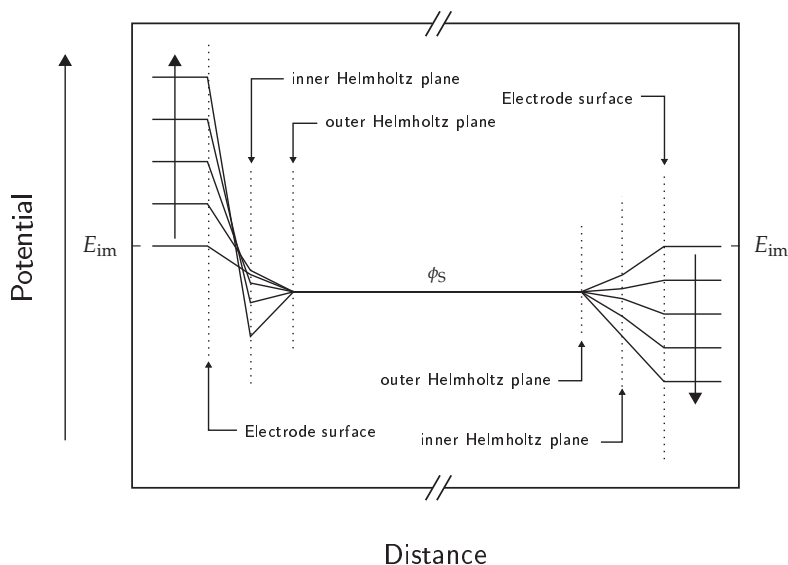 inner Helmholtz plane
Electrode surface
outer Helmholtz plane
Potential
E_im
ϕ_S
E_im
outer Helmholtz plane
Electrode surface
inner Helmholtz plane
Distance